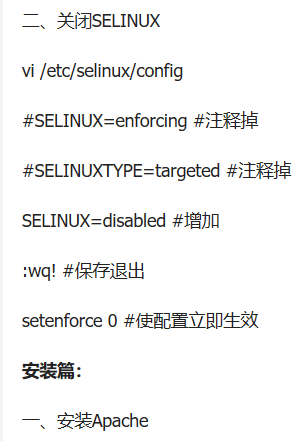 二、关闭SELINUX
vi /etc/selinux/config
#SELINUX=enforcing #注释掉
#SELINUXTYPE=targeted #注释掉
SELINUX=disabled #增加
:wq! #保存退出
setenforce 0 #使配置立即生效
安装篇：
一、安装Apache